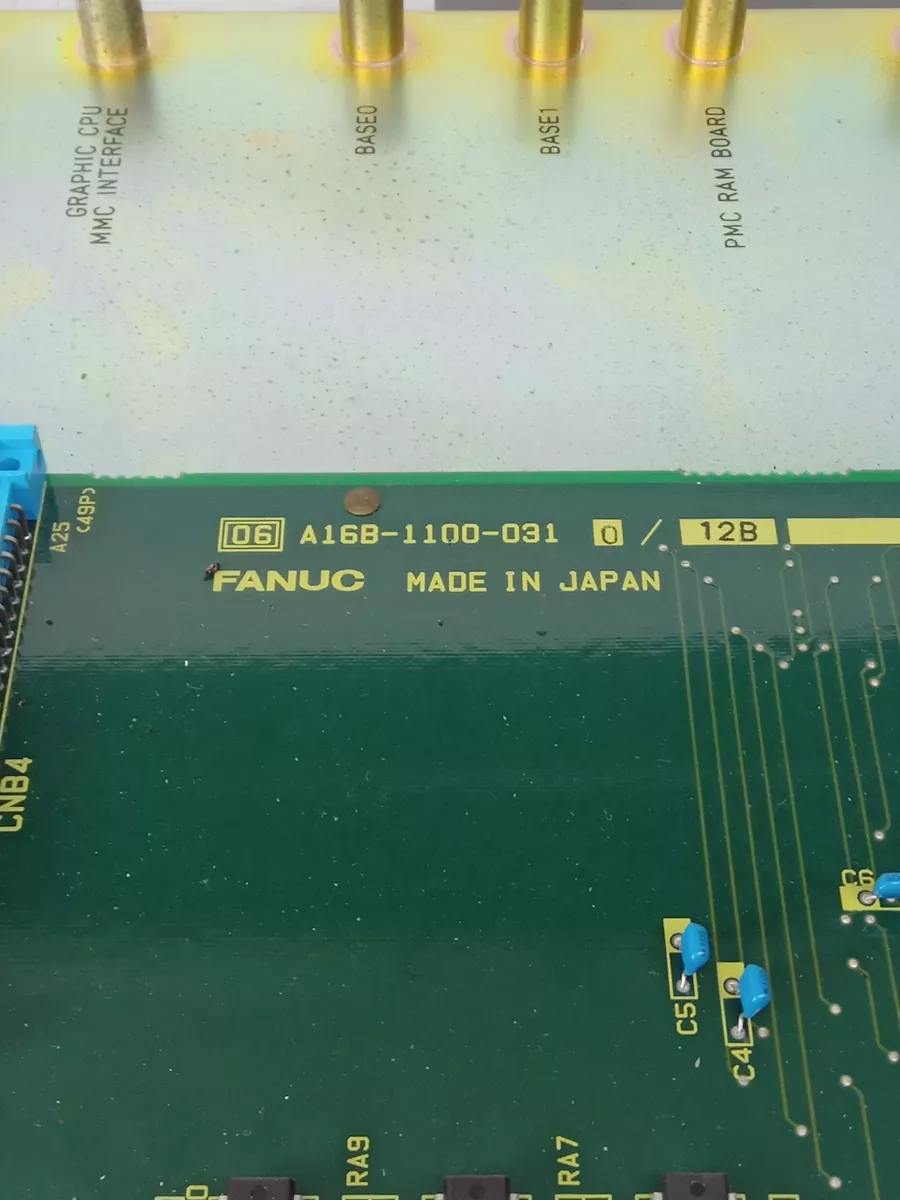 GRAPHIC CPU
MMC INTERFACE
BASE0
BASE1
PMC RAM BOARD
A25
(49P)
06 A16B-1100-031 0 / 12B
FANUC MADE IN JAPAN
CNB4
C6
C5
C4
RA9
RA7